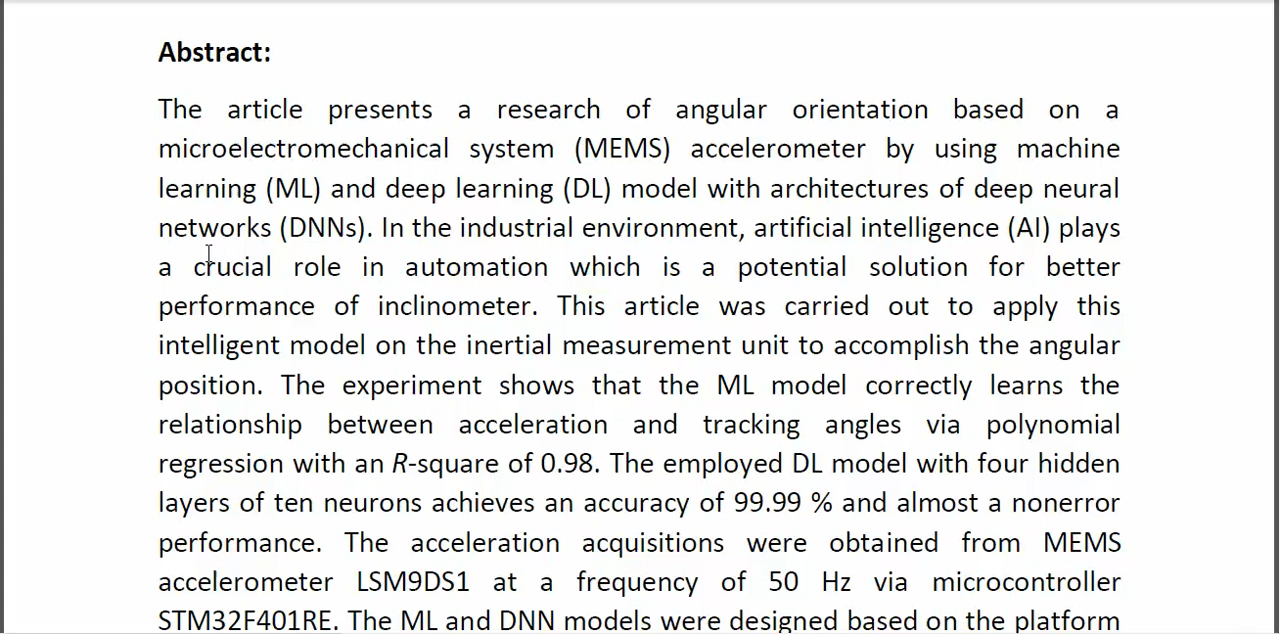 Abstract:
The article presents a research of angular orientation based on a
microelectromechanical system (MEMS) accelerometer by using machine
learning (ML) and deep learning (DL) model with architectures of deep neural
networks (DNNs). In the industrial environment, artificial intelligence (AI) plays
a crucial role in automation which is a potential solution for better
performance of inclinometer. This article was carried out to apply this
intelligent model on the inertial measurement unit to accomplish the angular
position. The experiment shows that the ML model correctly learns the
relationship between acceleration and tracking angles via polynomial
regression with an R-square of 0.98. The employed DL model with four hidden
layers of ten neurons achieves an accuracy of 99.99 % and almost a nonerror
performance. The acceleration acquisitions were obtained from MEMS
accelerometer LSM9DS1 at a frequency of 50 Hz via microcontroller
STM32F401RE. The ML and DNN models were designed based on the platform